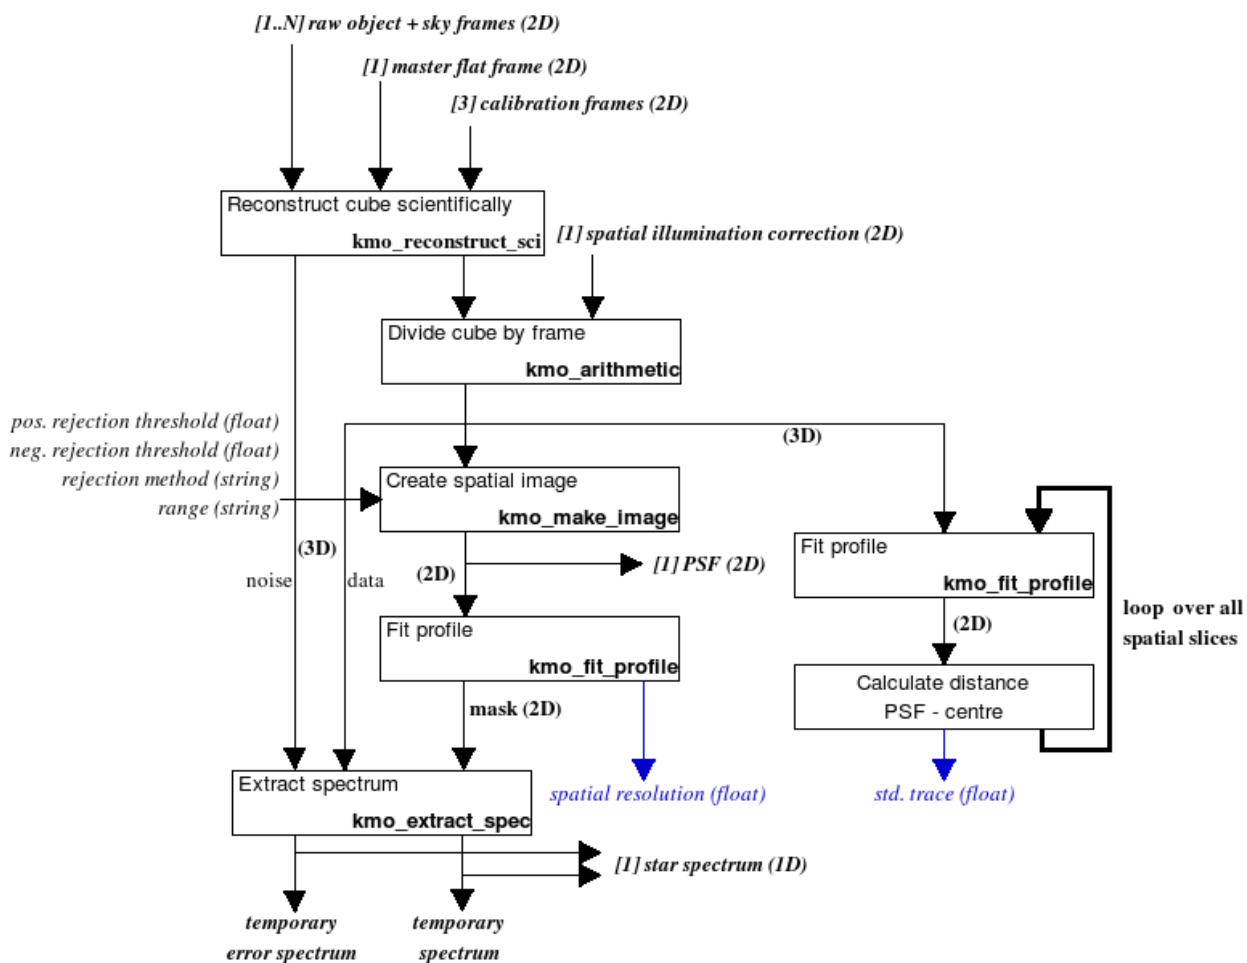 [1..N] raw object + sky frames (2D)
[1] master flat frame (2D)
[3] calibration frames (2D)
Reconstruct cube scientifically
kmo_reconstruct_sci
[1] spatial illumination correction (2D)
Divide cube by frame
kmo_arithmetic
pos. rejection threshold (float)
neg. rejection threshold (float)
rejection method (string)
range (string)
(3D)
Create spatial image
kmo_make_image
(3D)
noise
data
(2D)
[1] PSF (2D)
Fit profile
kmo_fit_profile
loop over all
spatial slices
(2D)
Fit profile
kmo_fit_profile
Calculate distance
PSF - centre
mask (2D)
Extract spectrum
kmo_extract_spec
spatial resolution (float)
std. trace (float)
[1] star spectrum (1D)
temporary
error spectrum
temporary
spectrum